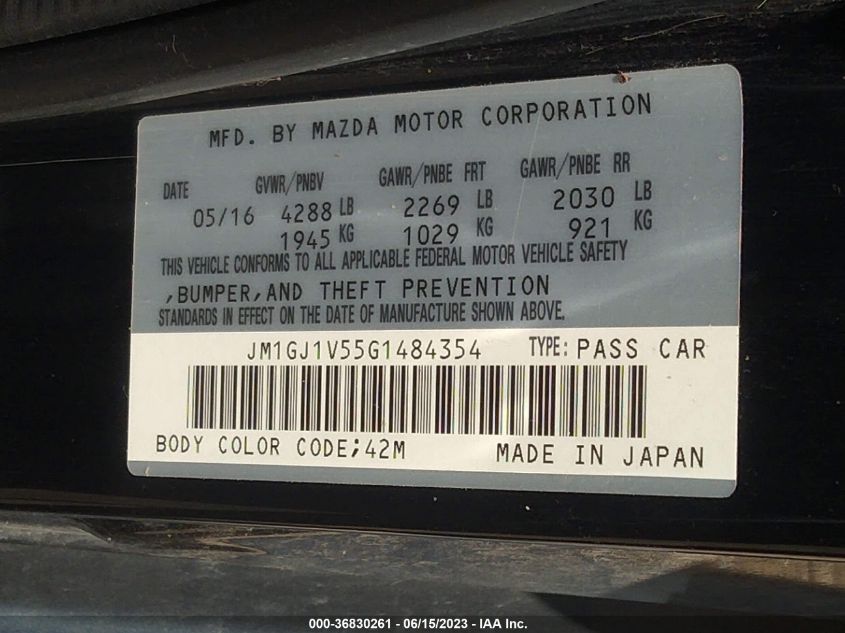 MFD. BY MAZDA MOTOR CORPORATION
DATE GVWR/PNBV GAWR/PNBE FRT GAWR/PNBE RR
05/16 4288 LB 2269 LB 2030 LB
1945 KG 1029 KG 921 KG
THIS VEHICLE CONFORMS TO ALL APPLICABLE FEDERAL MOTOR VEHICLE SAFETY
,BUMPER,AND THEFT PREVENTION
STANDARDS IN EFFECT ON THE DATE OF MANUFACTURE SHOWN ABOVE.
JM1GJ1V55G1484354 TYPE: PASS CAR
BODY COLOR CODE;42M MADE IN JAPAN
000-36830261 - 06/15/2023 - IAA Inc.